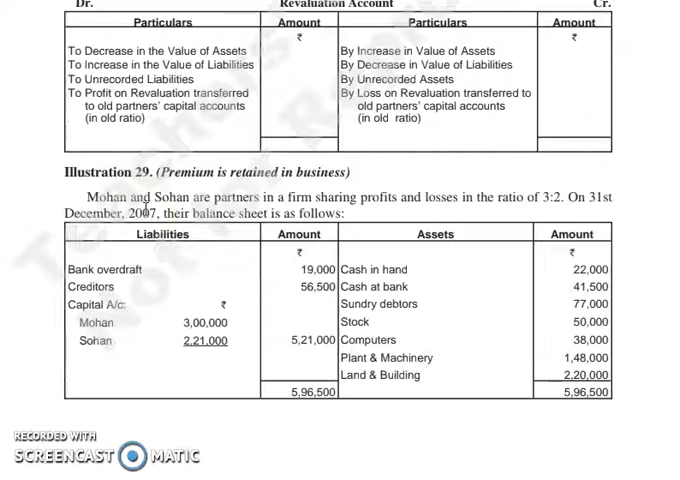 Dr. Revaluation Account Cr.
Particulars Amount Particulars Amount
₹ ₹
To Decrease in the Value of Assets By Increase in Value of Assets
To Increase in the Value of Liabilities By Decrease in Value of Liabilities
To Unrecorded Liabilities By Unrecorded Assets
To Profit on Revaluation transferred By Loss on Revaluation transferred to
to old partners' capital accounts old partners' capital accounts
(in old ratio) (in old ratio)
Illustration 29. (Premium is retained in business)
Mohan and Sohan are partners in a firm sharing profits and losses in the ratio of 3:2. On 31st
December, 2007, their balance sheet is as follows:
Liabilities Amount Assets Amount
₹ ₹
Bank overdraft 19,000 Cash in hand 22,000
Creditors 56,500 Cash at bank 41,500
Capital A/c: ₹ Sundry debtors 77,000
Mohan 3,00,000 Stock 50,000
Sohan 2,21,000 5,21,000 Computers 38,000
Plant & Machinery 1,48,000
Land & Building 2,20,000
5,96,500 5,96,500
RECORDED WITH
SCREENCAST MATIC